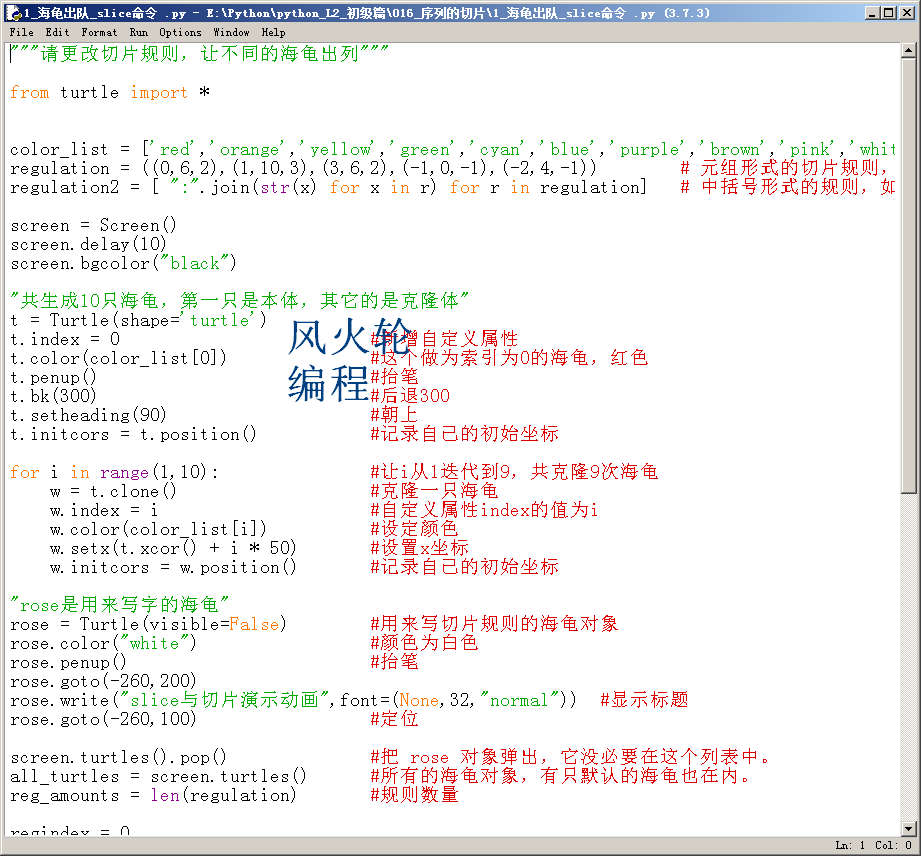 1_海龟出队_slice命令 .py - E:\Python\python_L2_初级篇\016_序列的切片\1_海龟出队_slice命令 .py (3.7.3)
File Edit Format Run Options Window Help
"""请更改切片规则，让不同的海龟出列"""
from turtle import *
color_list = ['red','orange','yellow','green','cyan','blue','purple','brown','pink','whit
regulation = ((0,6,2),(1,10,3),(3,6,2),(-1,0,-1),(-2,4,-1)) # 元组形式的切片规则，
regulation2 = [ ":".join(str(x) for x in r) for r in regulation] # 中括号形式的规则，如
screen = Screen()
screen.delay(10)
screen.bgcolor("black")
"共生成10只海龟，第一只是本体，其它的是克隆体"
t = Turtle(shape='turtle')
t.index = 0 #新增自定义属性
t.color(color_list[0]) #这个做为索引为0的海龟，红色
t.penup() #抬笔
t.bk(300) #后退300
t.setheading(90) #朝上
t.initcors = t.position() #记录自己的初始坐标
风火轮
编程
for i in range(1,10): #让i从1迭代到9，共克隆9次海龟
w = t.clone() #克隆一只海龟
w.index = i #自定义属性index的值为i
w.color(color_list[i]) #设定颜色
w.setx(t.xcor() + i * 50) #设置x坐标
w.initcors = w.position() #记录自己的初始坐标
"rose是用来写字的海龟"
rose = Turtle(visible=False) #用来写切片规则的海龟对象
rose.color("white") #颜色为白色
rose.penup() #抬笔
rose.goto(-260,200)
rose.write("slice与切片演示动画",font=(None,32,"normal")) #显示标题
rose.goto(-260,100) #定位
screen.turtles().pop() #把 rose 对象弹出，它没必要在这个列表中。
all_turtles = screen.turtles() #所有的海龟对象，有只默认的海龟也在内。
reg_amounts = len(regulation) #规则数量
regindex = 0
Ln: 1 Col: 0